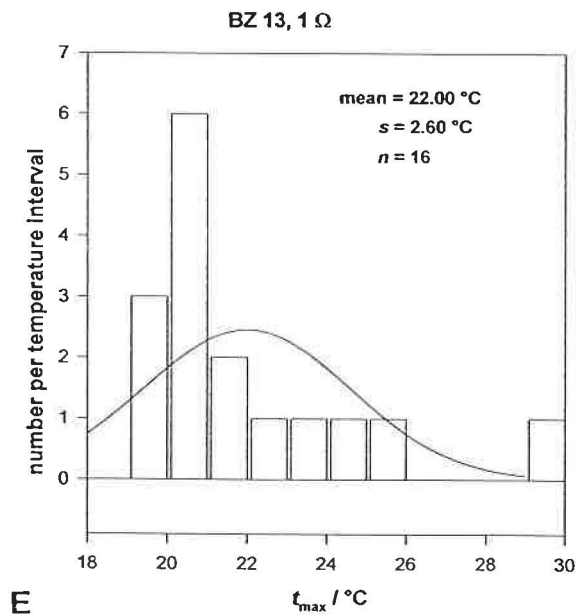 BZ 13, 1 Ω
7
6
5
4
3
2
1
0
number per temperature interval
mean = 22.00 °C
s = 2.60 °C
n = 16
18 20 22 24 26 28 30
t_max / °C
E